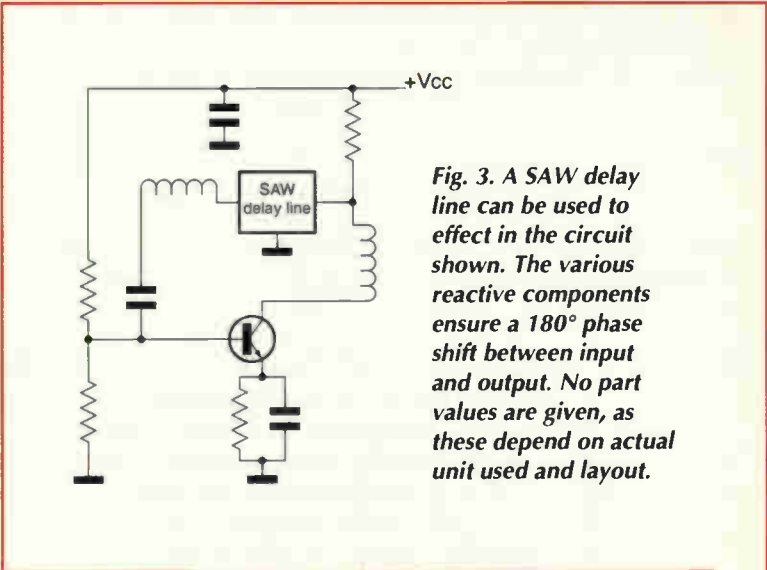 +Vcc
SAW
delay line
Fig. 3. A SAW delay
line can be used to
effect in the circuit
shown. The various
reactive components
ensure a 180° phase
shift between input
and output. No part
values are given, as
these depend on actual
unit used and layout.